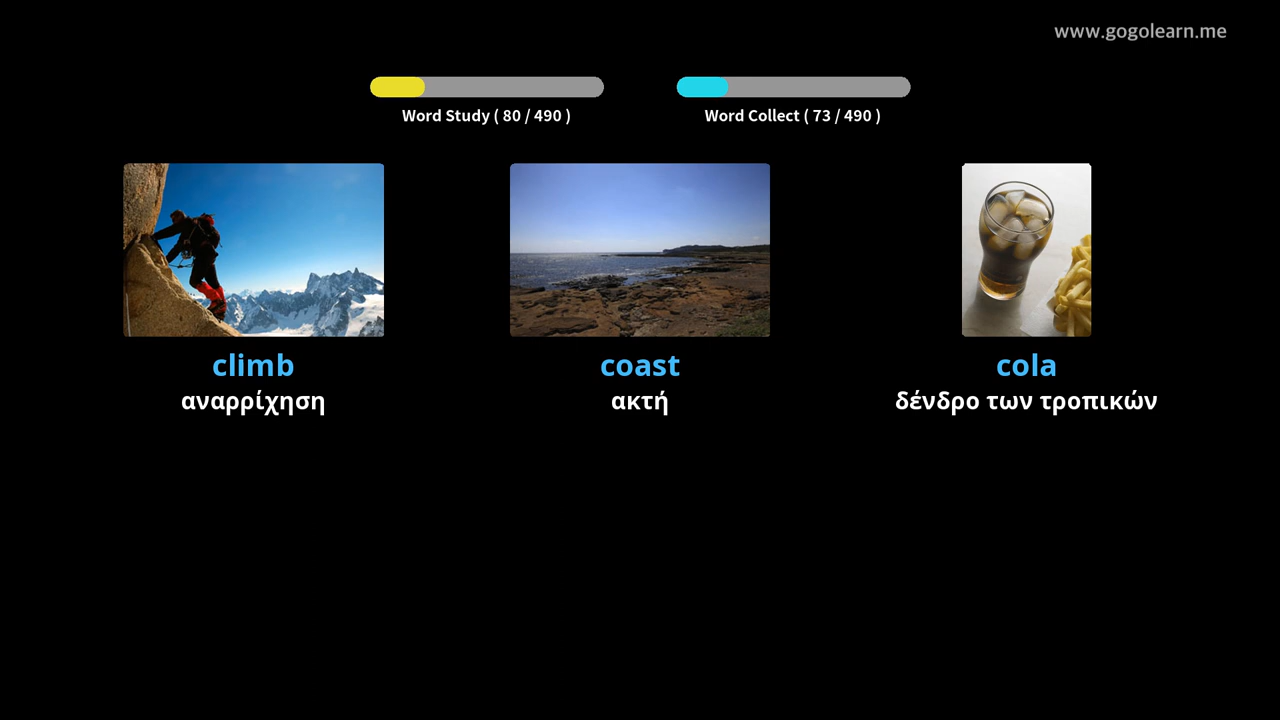 www.gogolearn.me
Word Study ( 80 / 490 )
Word Collect ( 73 / 490 )
climb
αναρρίχηση
coast
ακτή
cola
δένδρο των τροπικών